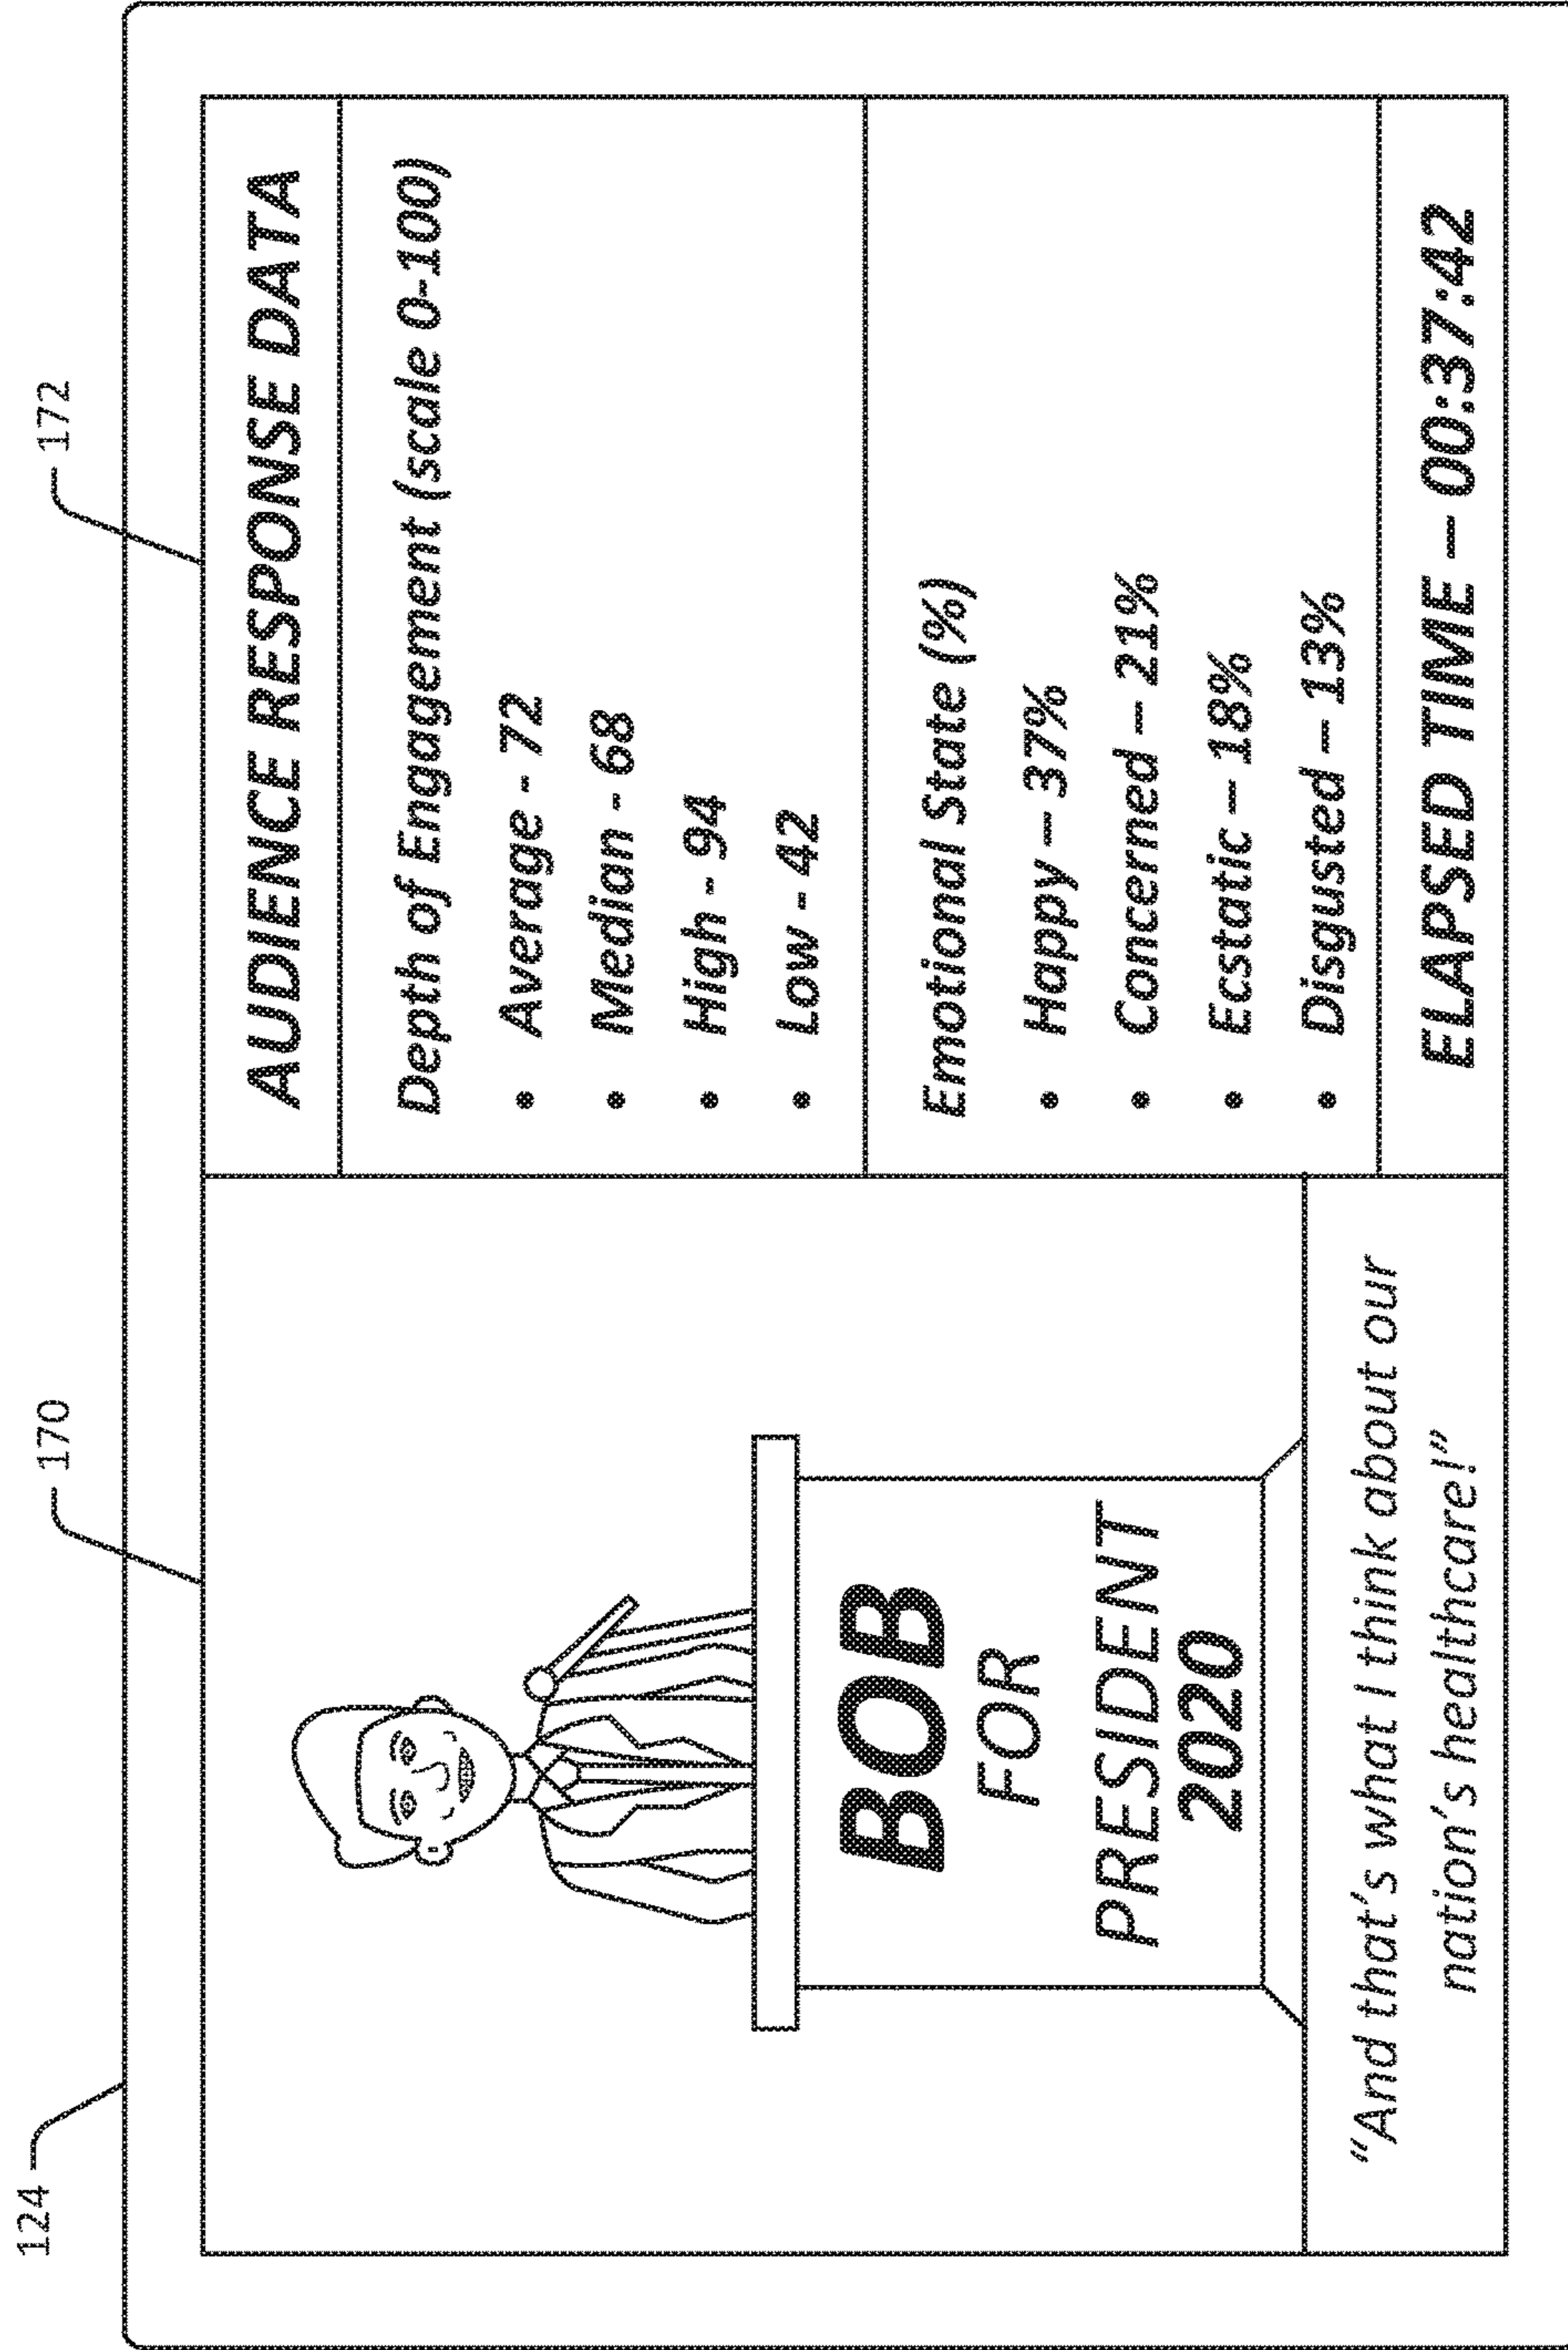 124
170
172
BOB
FOR
PRESIDENT
2020
“And that’s what I think about our
nation’s healthcare!”
AUDIENCE RESPONSE DATA
Depth of Engagement (scale 0-100)
• Average - 72
• Median - 68
• High - 94
• Low - 42
Emotional State (%)
• Happy – 37%
• Concerned – 21%
• Ecstatic – 18%
• Disgusted – 13%
ELAPSED TIME – 00:37:42